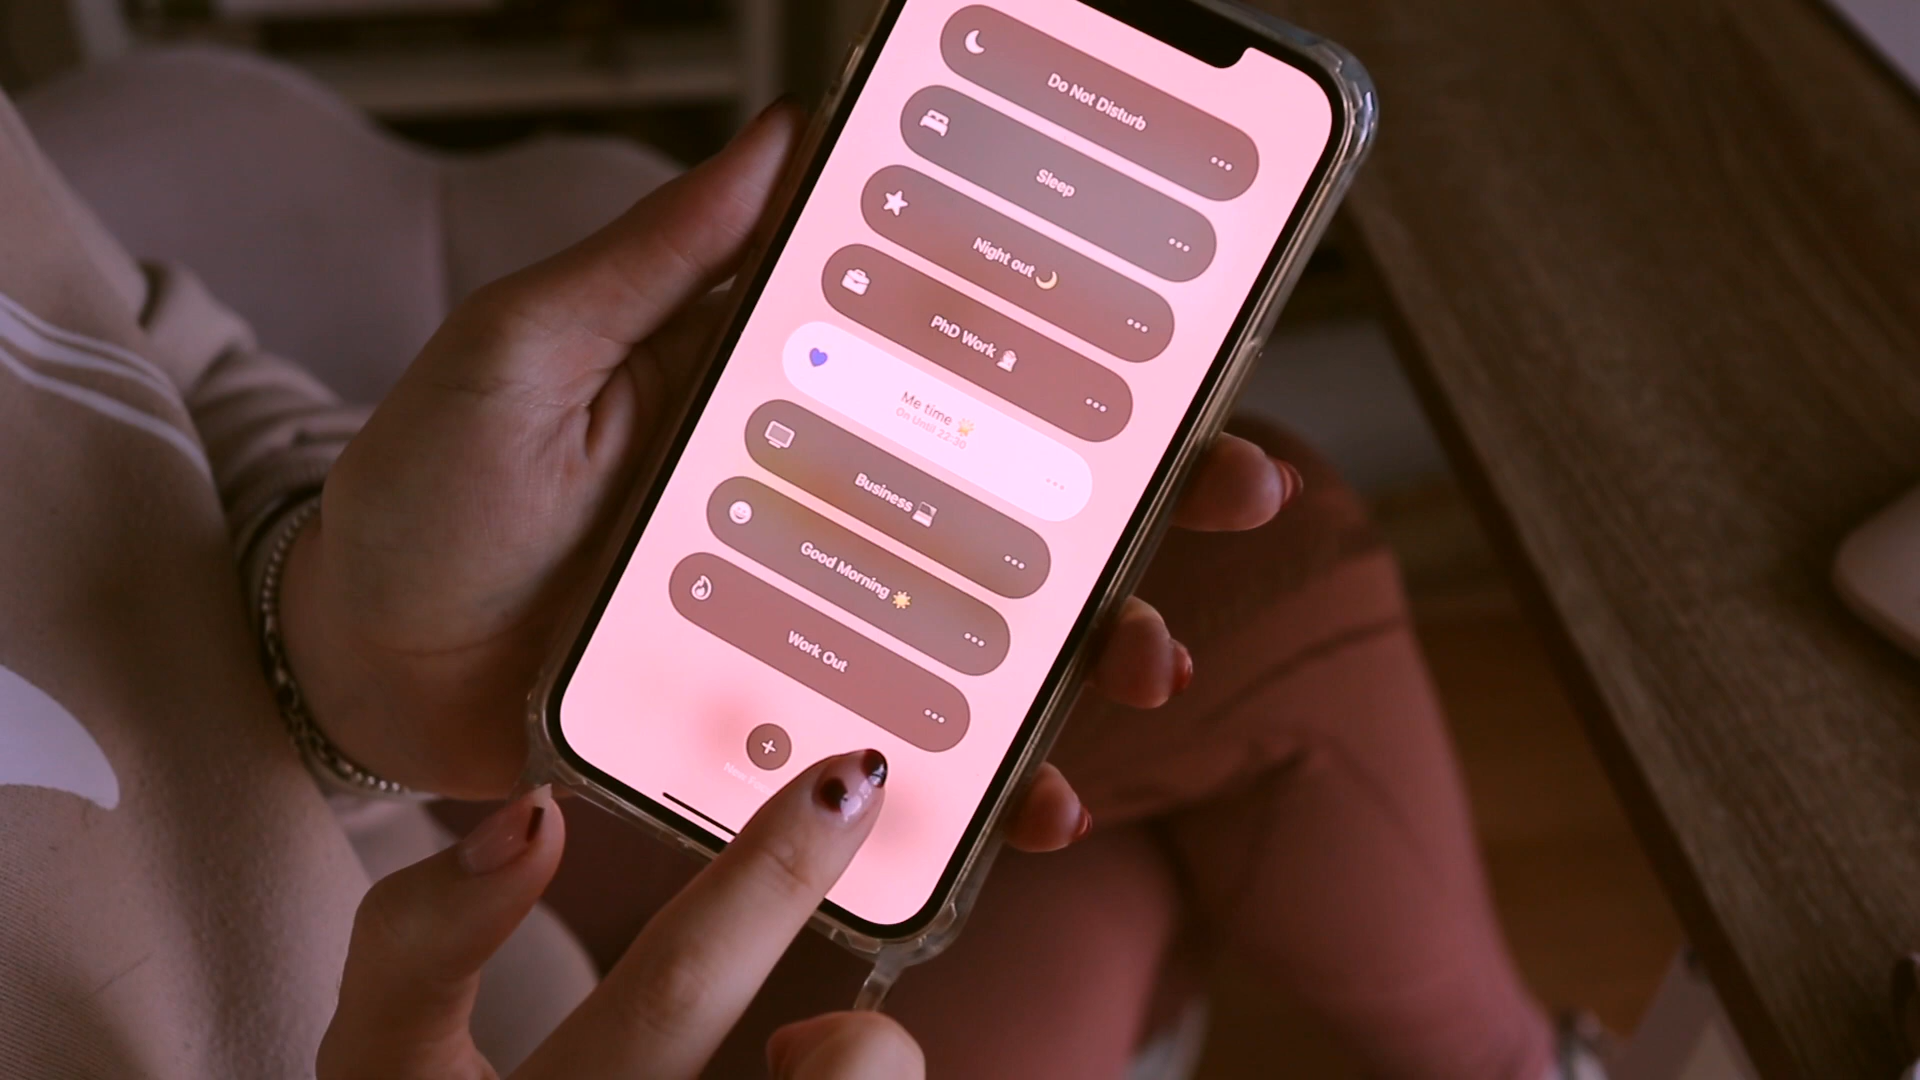 Do Not Disturb
Sleep
Night out 🌙
PhD Work
Me time
On Until 22:30
Business 💻
Good Morning ☀️
Work Out
New